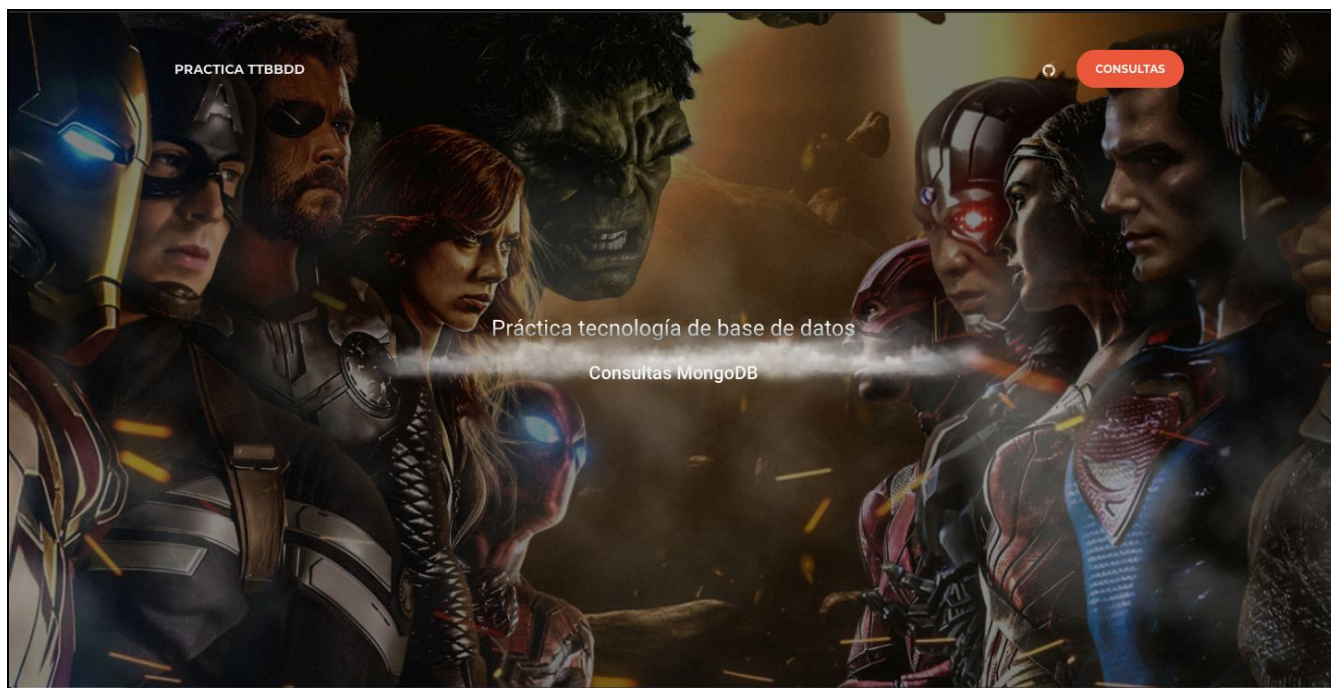 PRACTICA TTBBDD
CONSULTAS
Práctica tecnología de base de datos
Consultas MongoDB